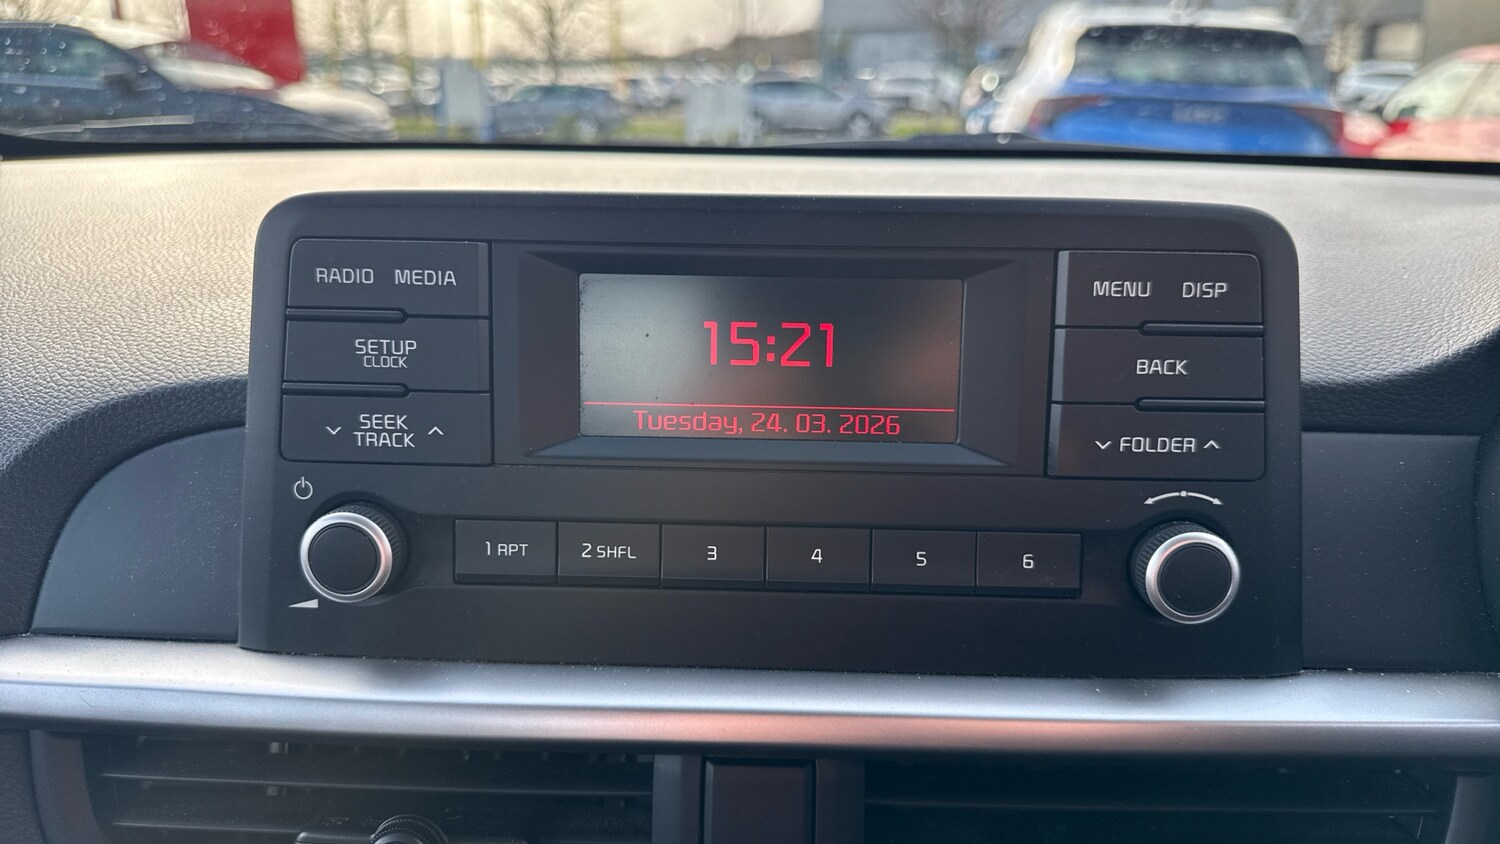 RADIO MEDIA
SETUP
CLOCK
SEEK
TRACK
15:21
Tuesday, 24. 03. 2026
MENU DISP
BACK
FOLDER
1 RPT
2 SHFL
3
4
5
6